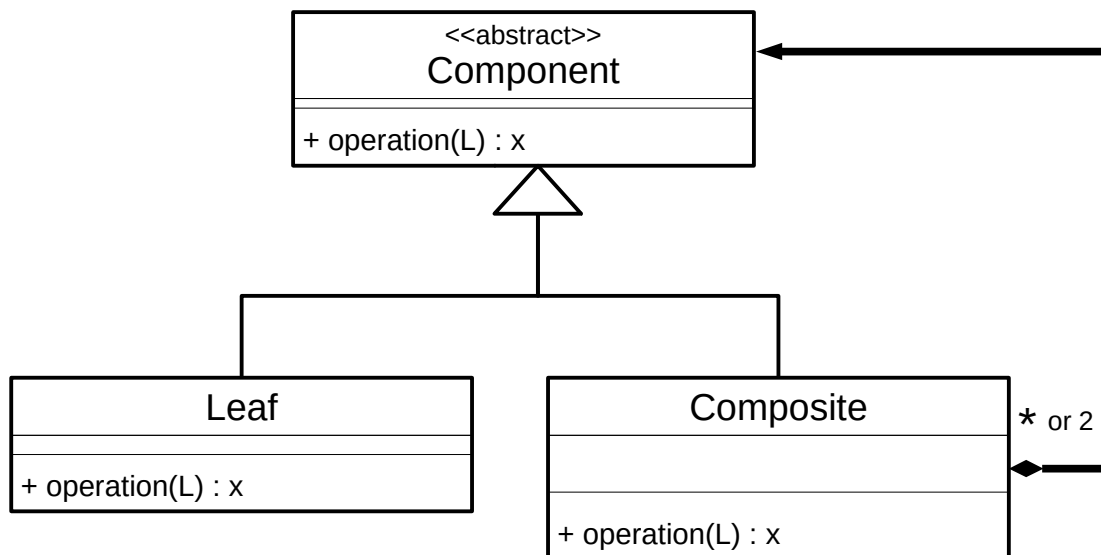 <<abstract>>
Component
+ operation(L) : x
Leaf
+ operation(L) : x
Composite
* or 2
+ operation(L) : x